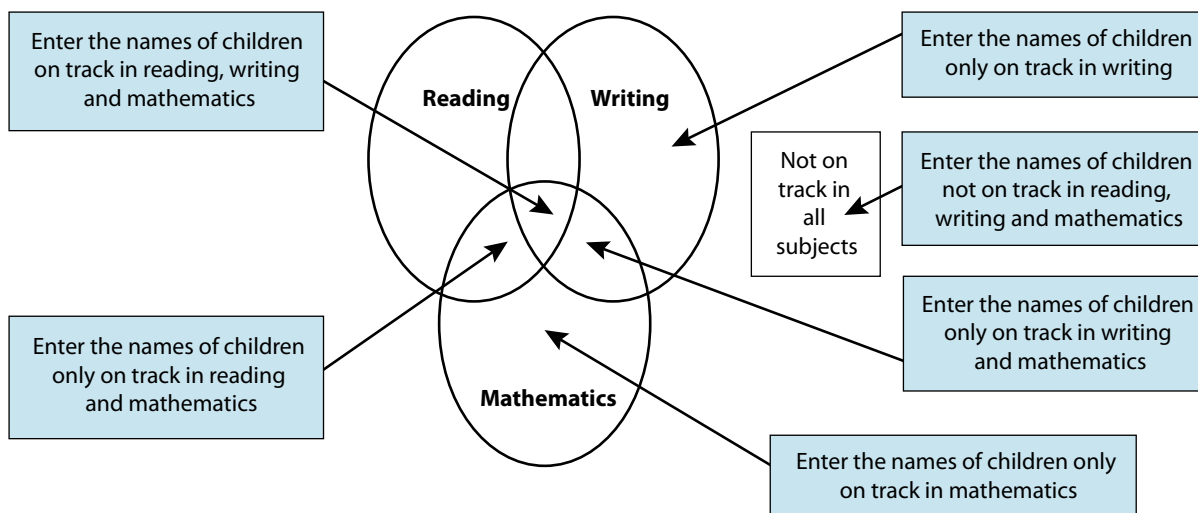 Enter the names of children
on track in reading, writing
and mathematics
Reading
Writing
Enter the names of children
only on track in writing
Not on
track in
all
subjects
Enter the names of children
not on track in reading,
writing and mathematics
Enter the names of children
only on track in reading
and mathematics
Enter the names of children
only on track in writing
and mathematics
Mathematics
Enter the names of children only
on track in mathematics